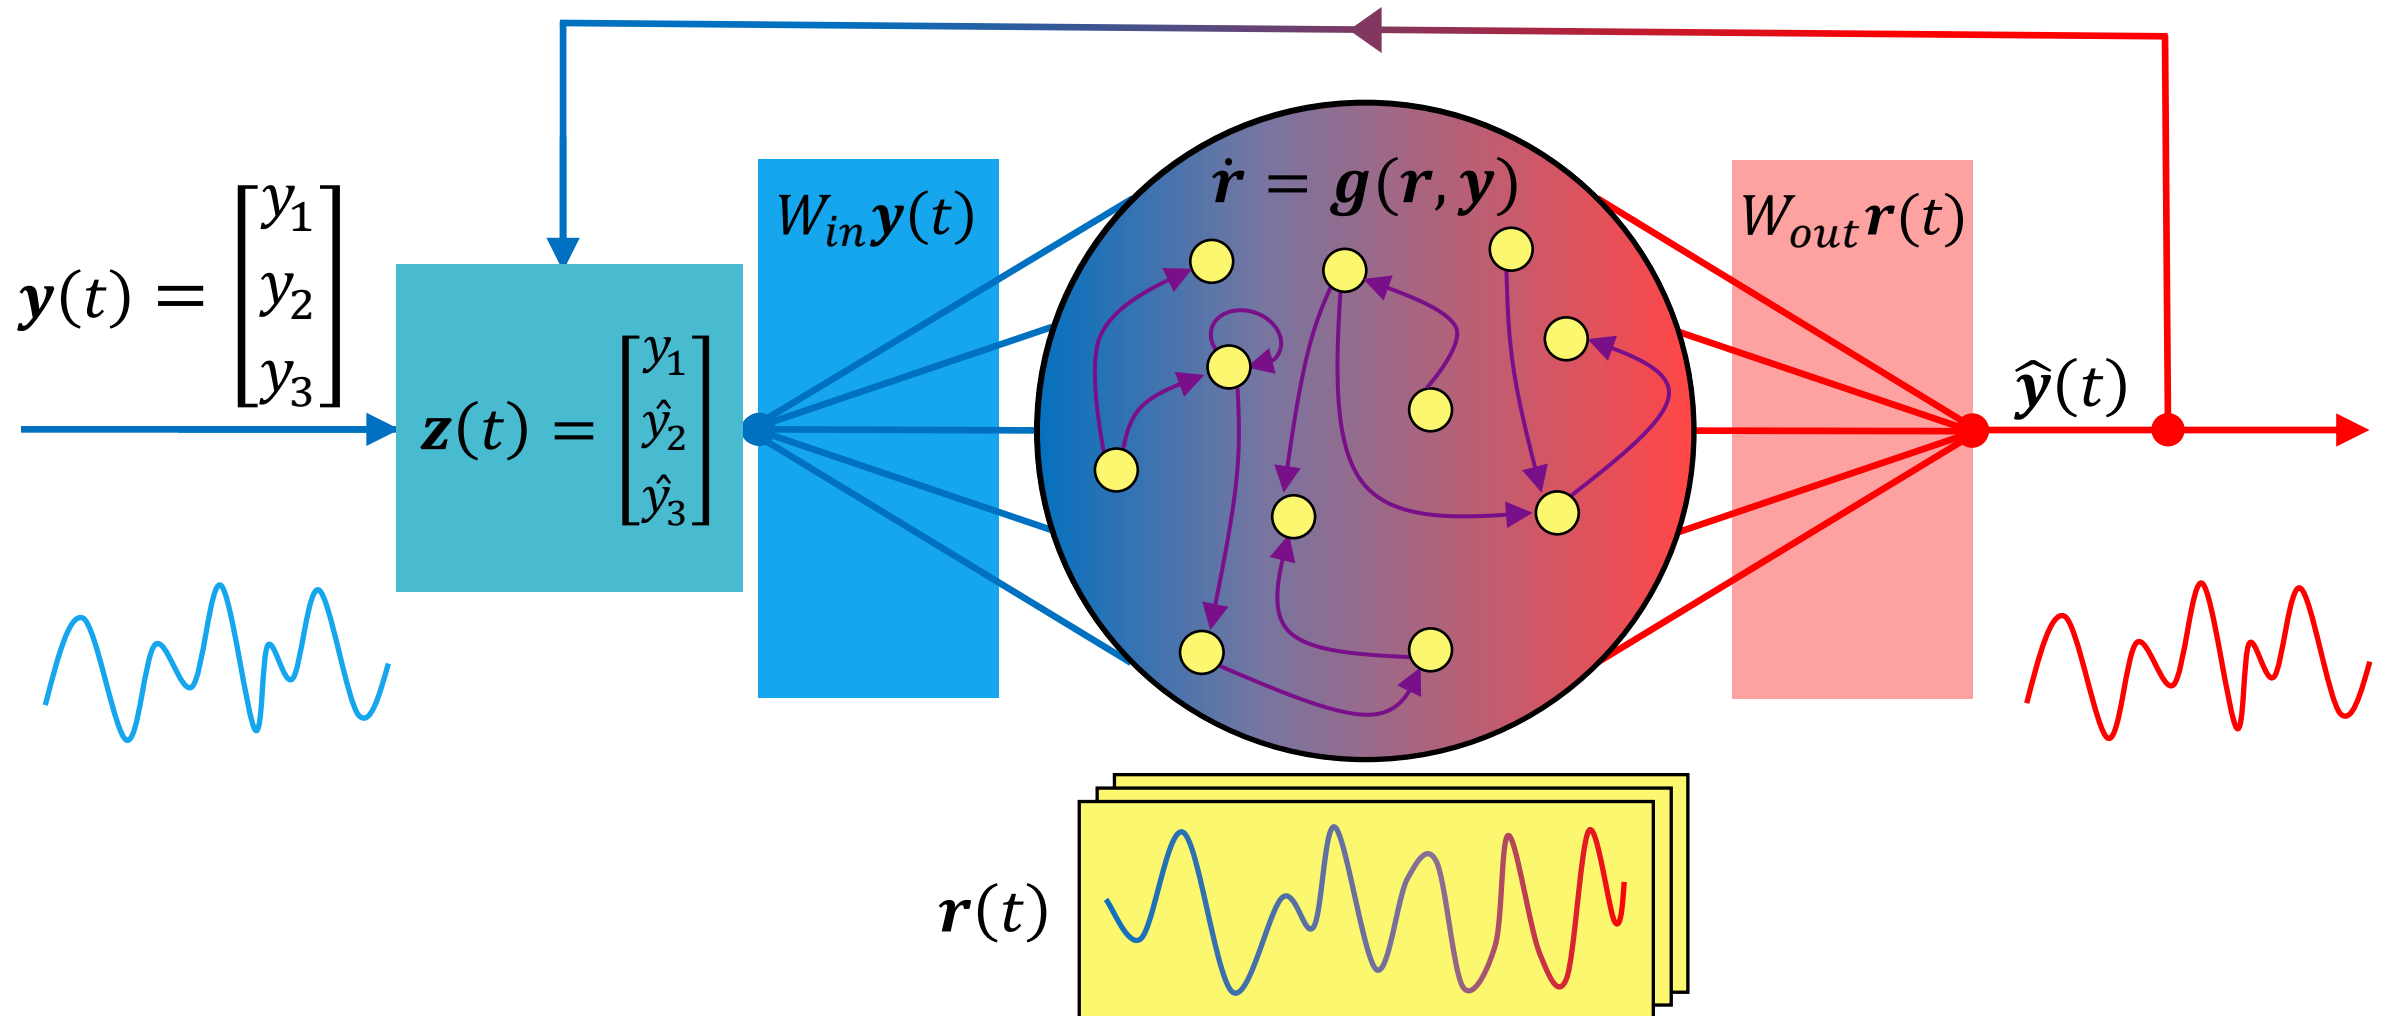 y(t) = [y₁ y₂ y₃]
z(t) = [y₁ ŷ₂ ŷ₃]
W_in y(t)
ṙ = g(r, y)
W_out r(t)
ŷ(t)
r(t)